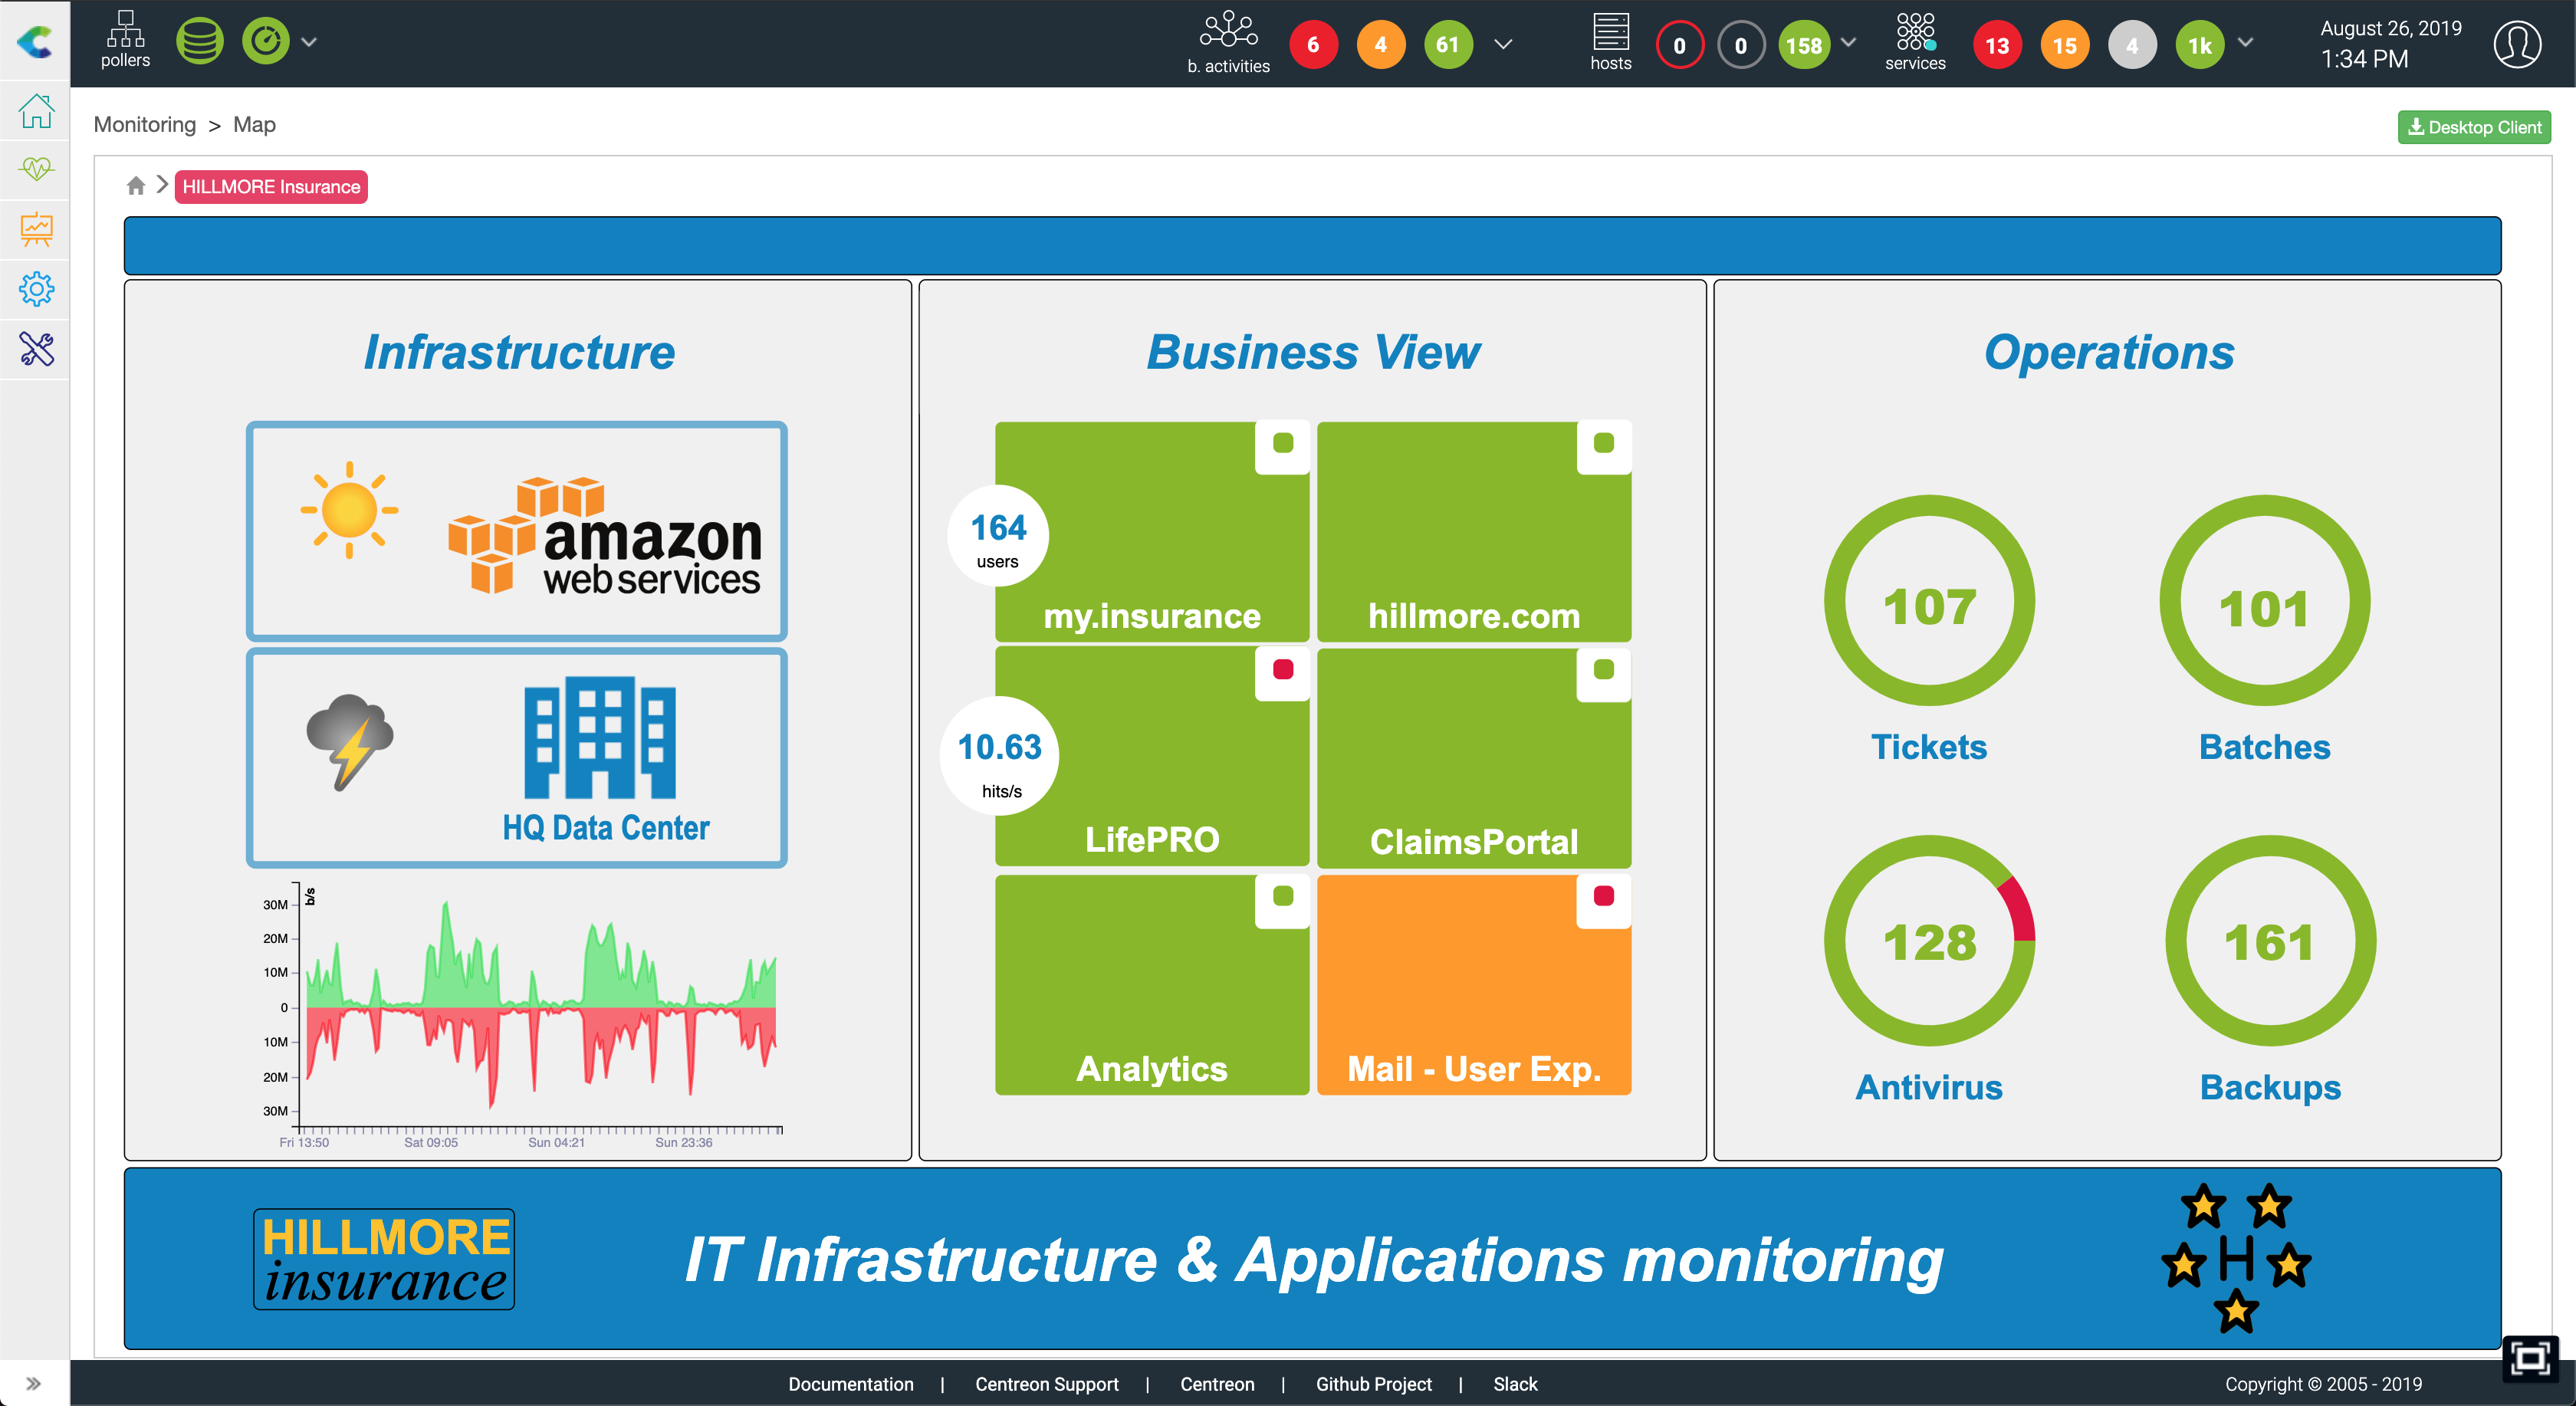 pollers
b. activities
6
4
61
hosts
0
0
158
services
13
15
4
1k
August 26, 2019
1:34 PM
Monitoring > Map
Desktop Client
HILLMORE Insurance
Infrastructure
amazon
web services
HQ Data Center
b/s
30M
20M
10M
0
10M
20M
30M
Fri 13:50
Sat 09:05
Sun 04:21
Sun 23:36
Business View
164
users
my.insurance
hillmore.com
10.63
hits/s
LifePRO
ClaimsPortal
Analytics
Mail - User Exp.
Operations
107
Tickets
101
Batches
128
Antivirus
161
Backups
HILLMORE
insurance
IT Infrastructure & Applications monitoring
H
Documentation | Centreon Support | Centreon | Github Project | Slack
Copyright © 2005 - 2019